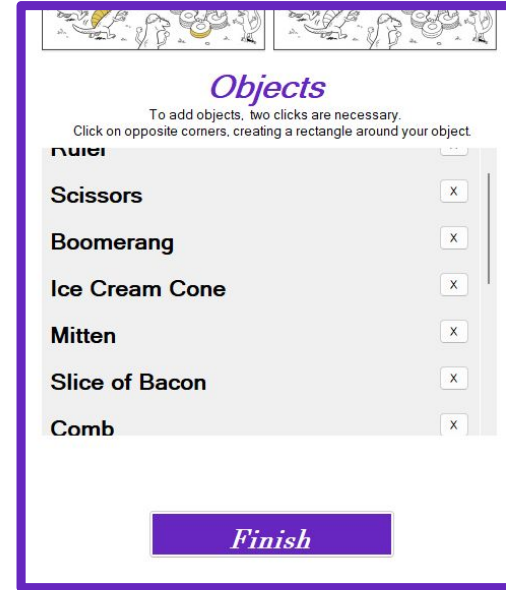 Objects
To add objects, two clicks are necessary.
Click on opposite corners, creating a rectangle around your object.
Ruler
Scissors X
Boomerang X
Ice Cream Cone X
Mitten X
Slice of Bacon X
Comb X
Finish